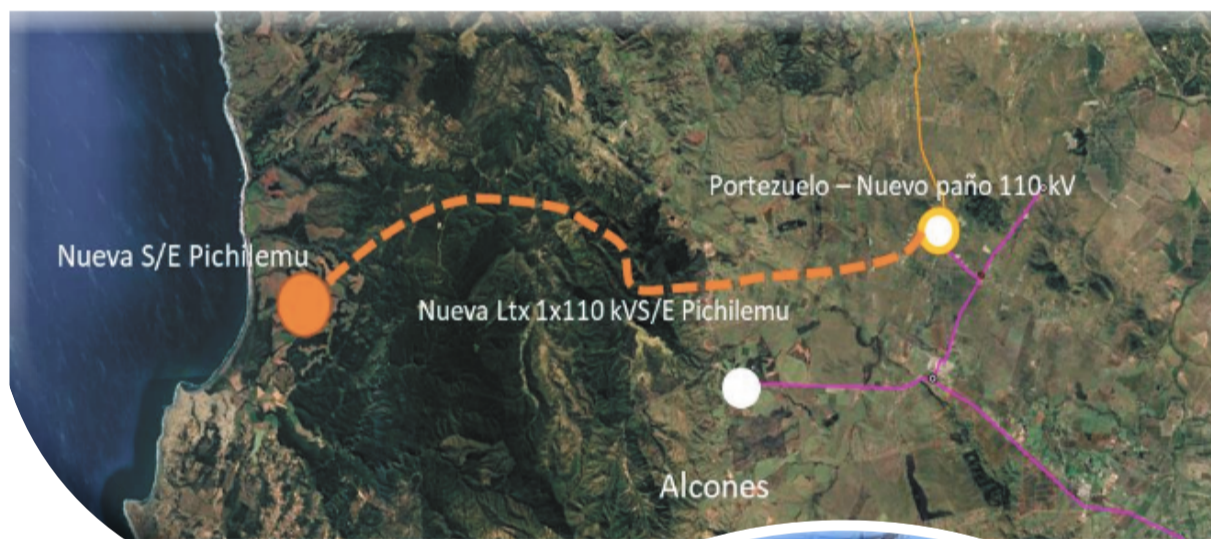 Portezuelo – Nuevo paño 110 kV
Nueva S/E Pichilemu
Nueva Ltx 1x110 kVS/E Pichilemu
Alcones